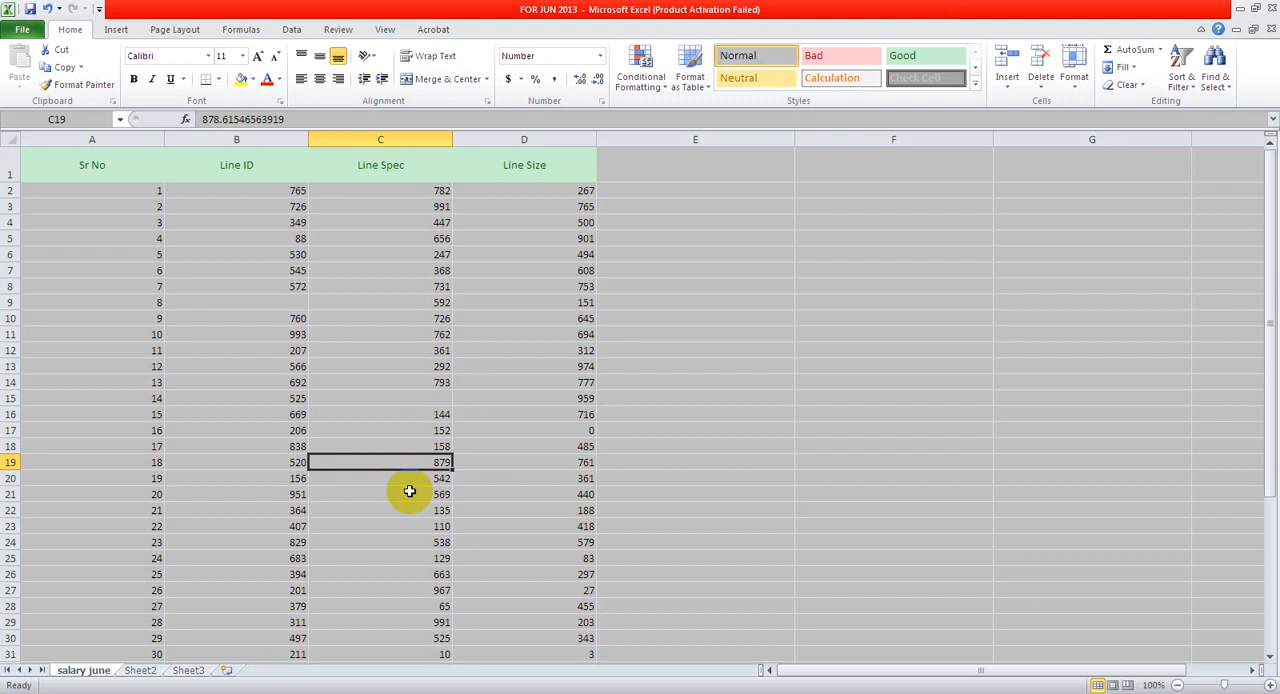 FOR JUN 2013 - Microsoft Excel (Product Activation Failed)
File Home Insert Page Layout Formulas Data Review View Acrobat
Paste Cut Copy Format Painter Clipboard
Calibri 11 A A B I U A Font
Wrap Text Merge & Center Alignment
Number $ % , Number
Conditional Formatting Format as Table Normal Bad Good Neutral Calculation Check Cell Styles
Insert Delete Format Cells
AutoSum Fill Clear Sort & Filter Find & Select Editing
C19 fx 878.61546563919
A B C D E F G
1 Sr No Line ID Line Spec Line Size
2 1 765 782 267
3 2 726 991 765
4 3 349 447 500
5 4 88 656 901
6 5 530 247 494
7 6 545 368 608
8 7 572 731 753
9 8 592 151
10 9 760 726 645
11 10 993 762 694
12 11 207 361 312
13 12 566 292 974
14 13 692 793 777
15 14 525 959
16 15 669 144 716
17 16 206 152 0
18 17 838 158 485
19 18 520 879 761
20 19 156 542 361
21 20 951 569 440
22 21 364 135 188
23 22 407 110 418
24 23 829 538 579
25 24 683 129 83
26 25 394 663 297
27 26 201 967 27
28 27 379 65 455
29 28 311 991 203
30 29 497 525 343
31 30 211 10 3
salary june Sheet2 Sheet3
Ready 100%